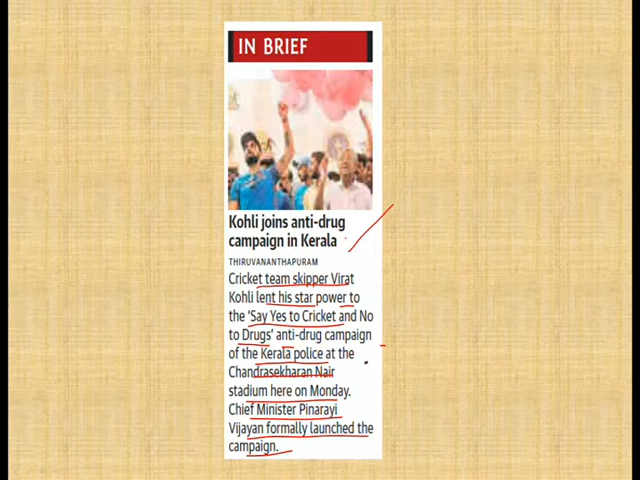 IN BRIEF
Kohli joins anti-drug
campaign in Kerala
THIRUVANANTHAPURAM
Cricket team skipper Virat
Kohli lent his star power to
the ‘Say Yes to Cricket and No
to Drugs’ anti-drug campaign
of the Kerala police at the
Chandrasekharan Nair
stadium here on Monday.
Chief Minister Pinarayi
Vijayan formally launched the
campaign.